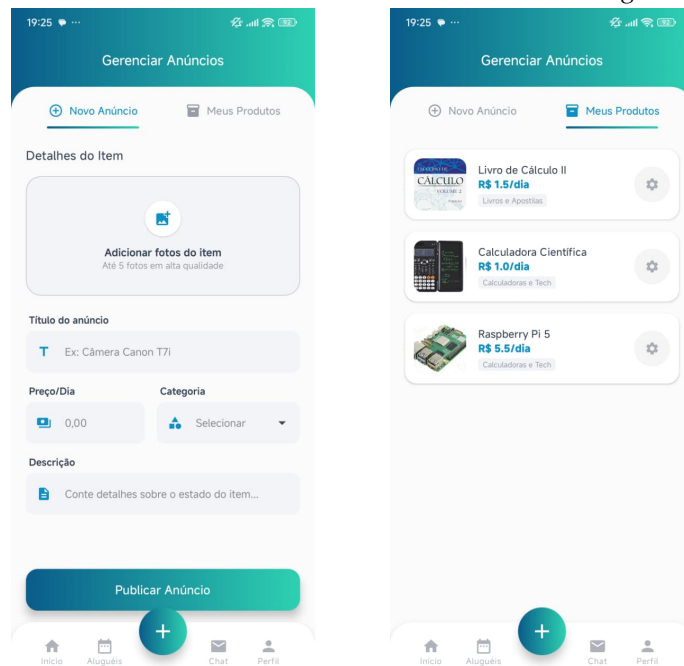 19:25
92
Gerenciar Anúncios
Novo Anúncio
Meus Produtos
Detalhes do Item
Adicionar fotos do item
Até 5 fotos em alta qualidade
Título do anúncio
T
Ex: Câmera Canon T7i
Preço/Dia
Categoria
0,00
Selecionar
Descrição
Conte detalhes sobre o estado do item...
Publicar Anúncio
+
Início
Aluguéis
Chat
Perfil
19:25
92
Gerenciar Anúncios
Novo Anúncio
Meus Produtos
CÁLCULO
VOLUME 2
Livro de Cálculo II
R$ 1.5/dia
Livros e Apostilas
Calculadora Científica
R$ 1.0/dia
Calculadoras e Tech
Raspberry Pi 5
R$ 5.5/dia
Calculadoras e Tech
+
Início
Aluguéis
Chat
Perfil